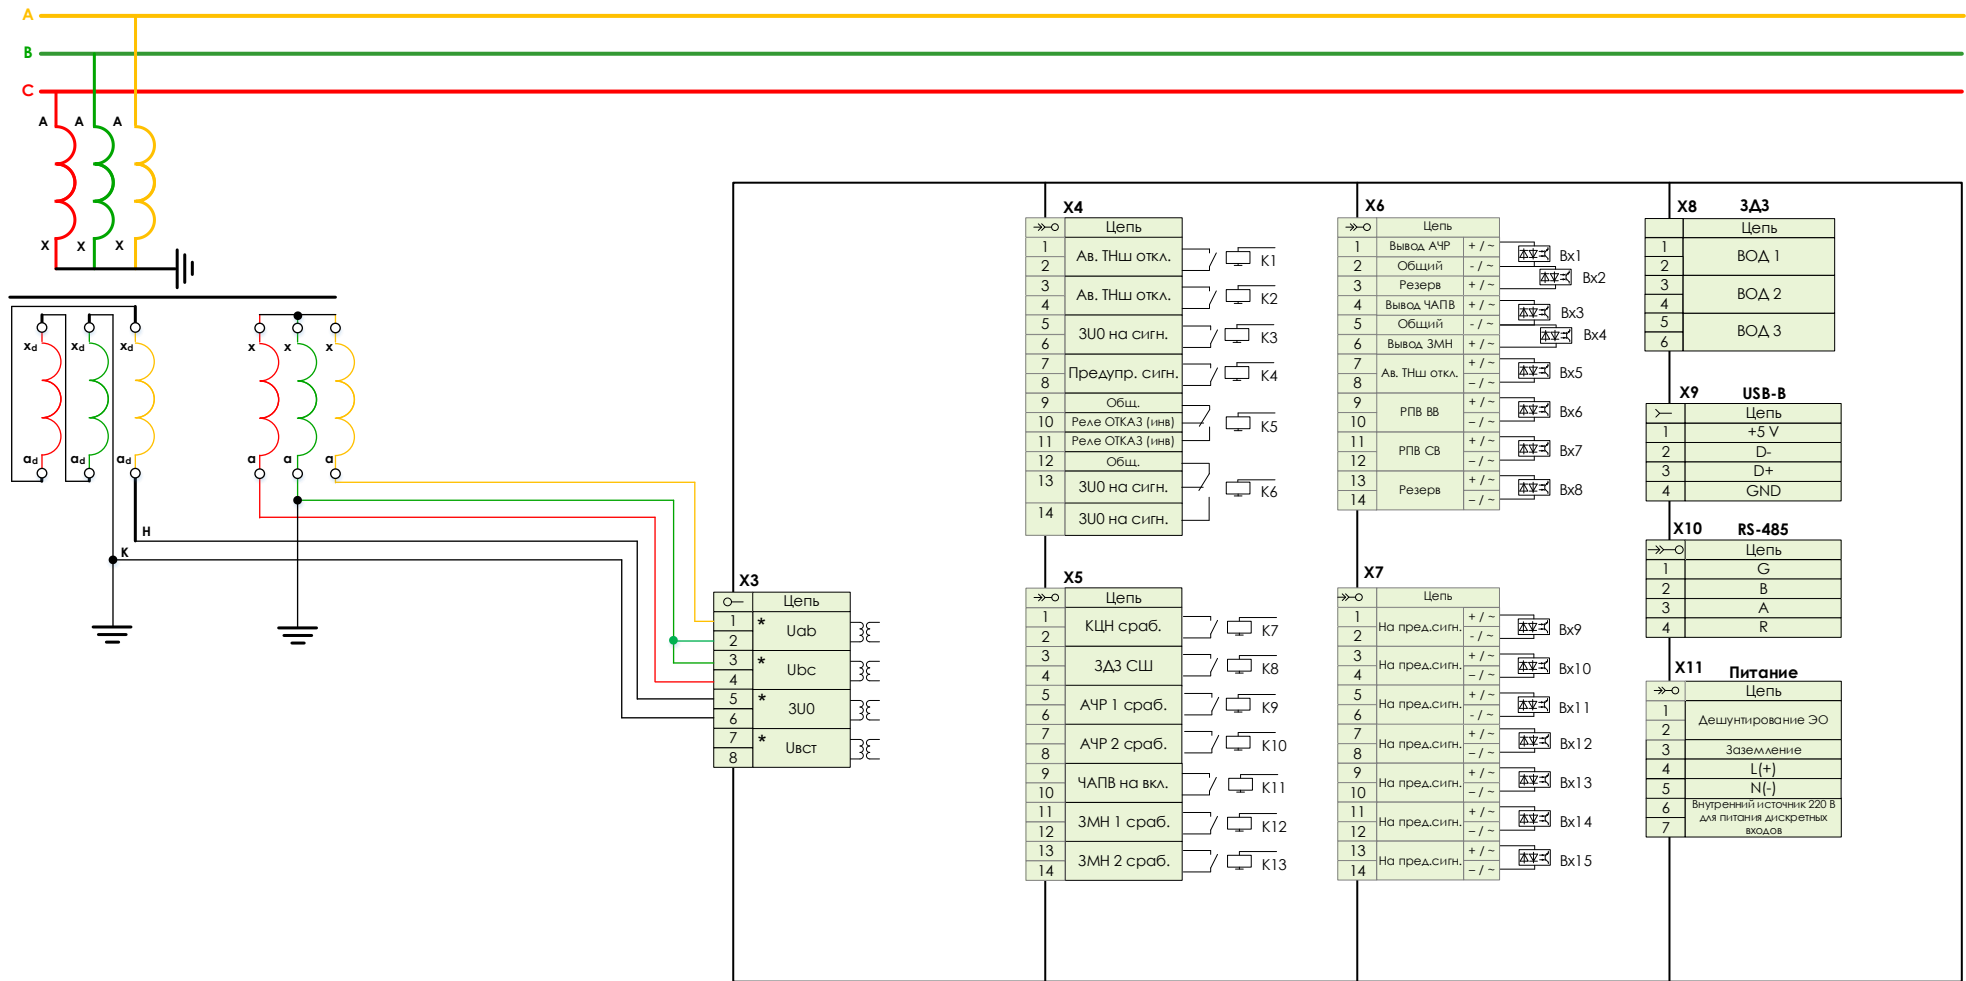 A
B
C
A A A
X X X
xd xd xd
ad ad ad
x x x
a a a
Н
К
X3
Цепь
1 * Uab
2
3 * Ubc
4
5 * 3U0
6
7 * Uвст
8
X4
Цепь
1 Ав. ТНш откл. K1
2
3 Ав. ТНш откл. K2
4
5 3U0 на сигн. K3
6
7 Предупр. сигн. K4
8
9 Общ.
10 Реле ОТКАЗ (инв) K5
11 Реле ОТКАЗ (инв)
12 Общ.
13 3U0 на сигн. K6
14 3U0 на сигн.
X5
Цепь
1 КЦН сраб. K7
2
3 ЗДЗ СШ K8
4
5 АЧР 1 сраб. K9
6
7 АЧР 2 сраб. K10
8
9 ЧАПВ на вкл. K11
10
11 ЗМН 1 сраб. K12
12
13 ЗМН 2 сраб. K13
14
X6
Цепь
1 Вывод АЧР + / ~ Вх1
2 Общий - / ~ Вх2
3 Резерв + / ~
4 Вывод ЧАПВ + / ~ Вх3
5 Общий - / ~ Вх4
6 Вывод ЗМН + / ~
7 Ав. ТНш откл. + / ~ Вх5
8 – / ~
9 РПВ ВВ + / ~ Вх6
10 – / ~
11 РПВ СВ + / ~ Вх7
12 – / ~
13 Резерв + / ~ Вх8
14 – / ~
X7
Цепь
1 На пред.сигн. + / ~ Вх9
2 - / ~
3 На пред.сигн. + / ~ Вх10
4 – / ~
5 На пред.сигн. + / ~ Вх11
6 - / ~
7 На пред.сигн. + / ~ Вх12
8 – / ~
9 На пред.сигн. + / ~ Вх13
10 – / ~
11 На пред.сигн. + / ~ Вх14
12 – / ~
13 На пред.сигн. + / ~ Вх15
14 – / ~
X8 ЗДЗ
Цепь
1 ВОД 1
2
3 ВОД 2
4
5 ВОД 3
6
X9 USB-B
Цепь
1 +5 V
2 D-
3 D+
4 GND
X10 RS-485
Цепь
1 G
2 B
3 A
4 R
X11 Питание
Цепь
1 Дешунтирование ЭО
2
3 Заземление
4 L(+)
5 N(-)
6 Внутренний источник 220 В
для питания дискретных
7 входов